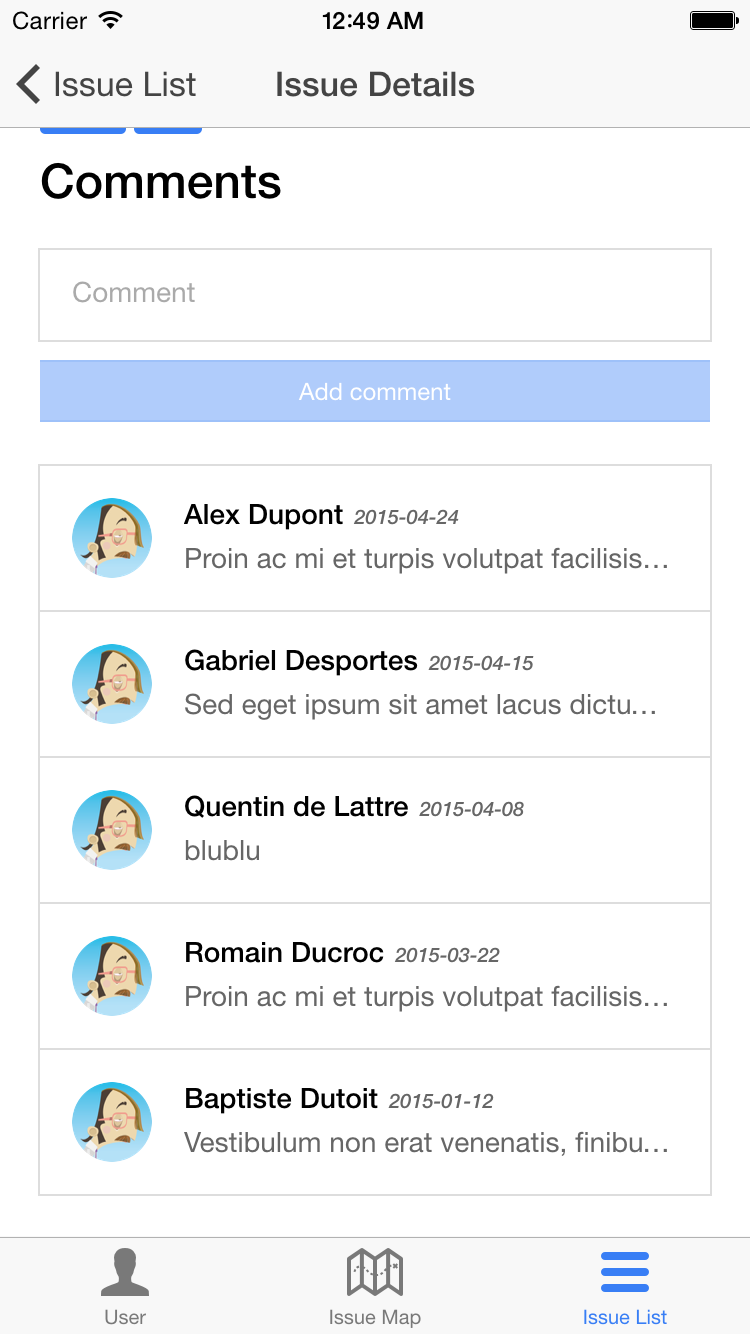 Carrier 12:49 AM
Issue List Issue Details
Comments
Comment
Add comment
Alex Dupont 2015-04-24
Proin ac mi et turpis volutpat facilisis…
Gabriel Desportes 2015-04-15
Sed eget ipsum sit amet lacus dictu…
Quentin de Lattre 2015-04-08
blublu
Romain Ducroc 2015-03-22
Proin ac mi et turpis volutpat facilisis…
Baptiste Dutoit 2015-01-12
Vestibulum non erat venenatis, finibu…
User Issue Map Issue List